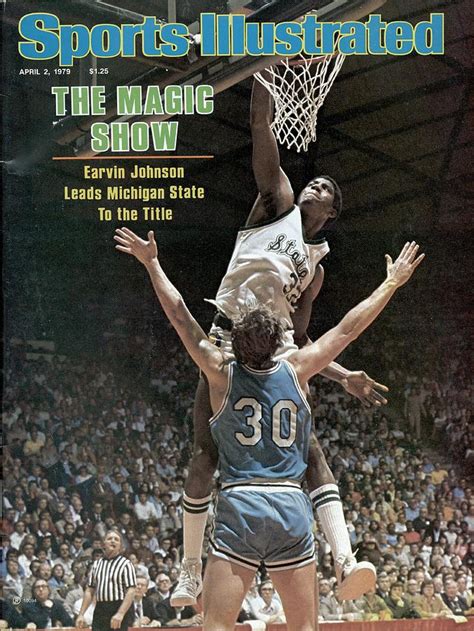 Sports Illustrated
APRIL 2, 1979 $1.25
THE MAGIC
SHOW
Earvin Johnson
Leads Michigan State
To the Title
State
30